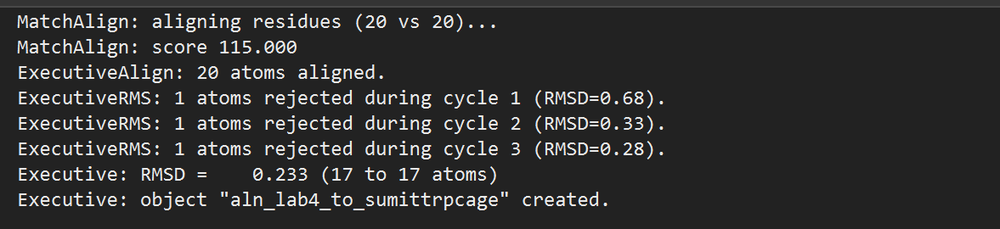 MatchAlign: aligning residues (20 vs 20)...
MatchAlign: score 115.000
ExecutiveAlign: 20 atoms aligned.
ExecutiveRMS: 1 atoms rejected during cycle 1 (RMSD=0.68).
ExecutiveRMS: 1 atoms rejected during cycle 2 (RMSD=0.33).
ExecutiveRMS: 1 atoms rejected during cycle 3 (RMSD=0.28).
Executive: RMSD =    0.233 (17 to 17 atoms)
Executive: object "aln_lab4_to_sumittrpcage" created.